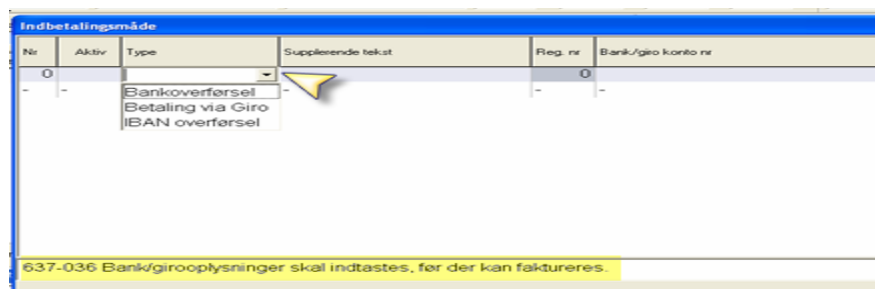 Indbetalingsmåde
Nr Aktiv Type Supplerende tekst Reg. nr Bank/giro konto nr
0 0
- - Bankoverførsel - - -
Betaling via Giro
IBAN overførsel
637-036 Bank/girooplysninger skal indtastes, før der kan faktureres.